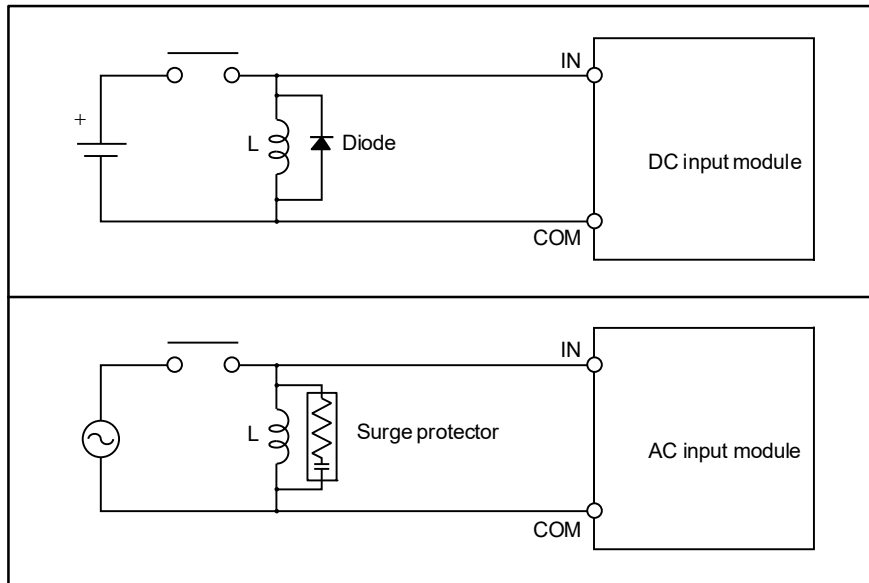 IN
+
L
Diode
DC input module
COM
IN
L
Surge protector
AC input module
COM